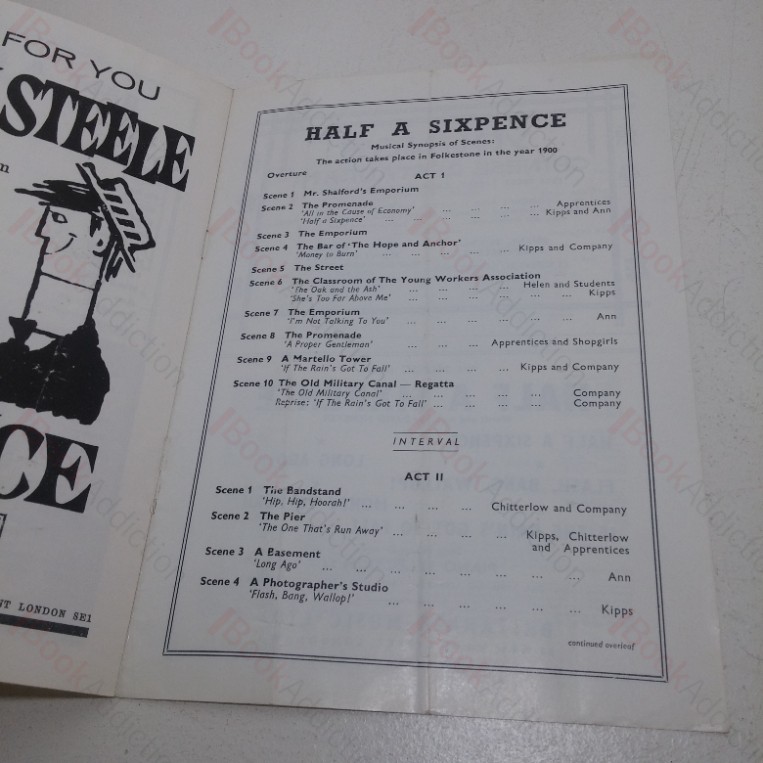 FOR YOU
STEELE
CE
T LONDON SE1
HALF A SIXPENCE
Musical Synopsis of Scenes:
The action takes place in Folkestone in the year 1900
Overture
ACT I
Scene 1 Mr. Shalford's Emporium
Scene 2 The Promenade
'All in the Cause of Economy' ... ... ... ... Apprentices
'Half a Sixpence' ... ... ... ... ... Kipps and Ann
Scene 3 The Emporium
Scene 4 The Bar of 'The Hope and Anchor'
'Money to Burn' ... ... ... ... ... Kipps and Company
Scene 5 The Street
Scene 6 The Classroom of The Young Workers Association
'The Oak and the Ash' ... ... ... ... Helen and Students
'She's Too Far Above Me' ... ... ... ... ... ... Kipps
Scene 7 The Emporium
'I'm Not Talking To You' ... ... ... ... ... ... Ann
Scene 8 The Promenade
'A Proper Gentleman' ... ... ... Apprentices and Shopgirls
Scene 9 A Martello Tower
'If The Rain's Got To Fall' ... ... ... ... Kipps and Company
Scene 10 The Old Military Canal — Regatta
'The Old Military Canal' ... ... ... ... ... Company
Reprise: 'If The Rain's Got To Fall' ... ... ... ... Company
INTERVAL
ACT II
Scene 1 The Bandstand
'Hip, Hip, Hoorah!' ... ... ... ... Chitterlow and Company
Scene 2 The Pier
'The One That's Run Away' ... ... ... ... Kipps, Chitterlow
and Apprentices
Scene 3 A Basement
'Long Ago' ... ... ... ... ... ... ... Ann
Scene 4 A Photographer's Studio
'Flash, Bang, Wallop!' ... ... ... ... ... Kipps
continued overleaf
BookAddiction